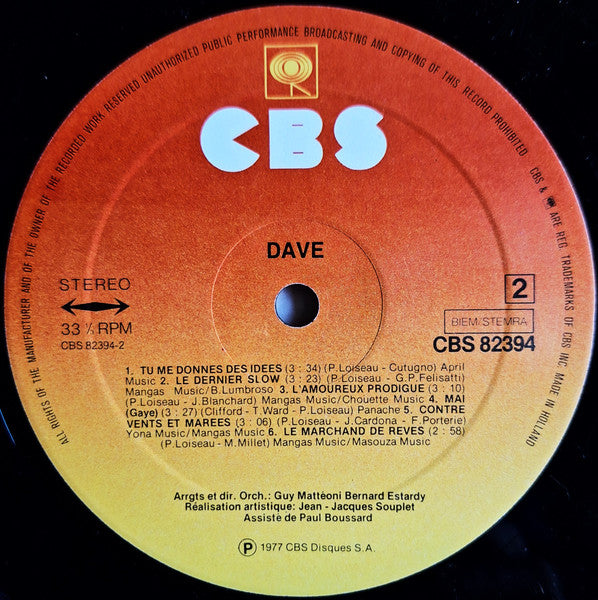 ALL RIGHTS OF THE MANUFACTURER AND OF THE OWNER OF THE RECORDED WORK RESERVED UNAUTHORIZED PUBLIC PERFORMANCE BROADCASTING AND COPYING OF THIS RECORD PROHIBITED CBS & ARE REG. TRADEMARKS OF CBS INC. MADE IN HOLLAND
CBS
DAVE
STEREO
2
33 ⅓ RPM
BIEM/STEMRA
CBS 82394-2
CBS 82394
1. TU ME DONNES DES IDEES (3 : 34) (P.Loiseau - Cutugno) April
Music 2. LE DERNIER SLOW (3 : 23) (P.Loiseau - G.P.Felisatti)
Mangas Music/B.Lumbroso 3. L'AMOUREUX PRODIGUE (3 : 10)
(P.Loiseau - J.Blanchard) Mangas Music/Chouette Music 4. MAI
(Gaye) (3 : 27) (Clifford - T.Ward - P.Loiseau) Panache 5. CONTRE
VENTS ET MAREES (3 : 06) (P.Loiseau - J.Cardona - F.Porterie)
Yona Music/Mangas Music 6. LE MARCHAND DE REVES (2 : 58)
(P.Loiseau - M.Millet) Mangas Music/Masouza Music
Arrgts et dir. Orch.: Guy Mattéoni Bernard Estardy
Réalisation artistique: Jean - Jacques Souplet
Assisté de Paul Boussard
Ⓟ 1977 CBS Disques S.A.